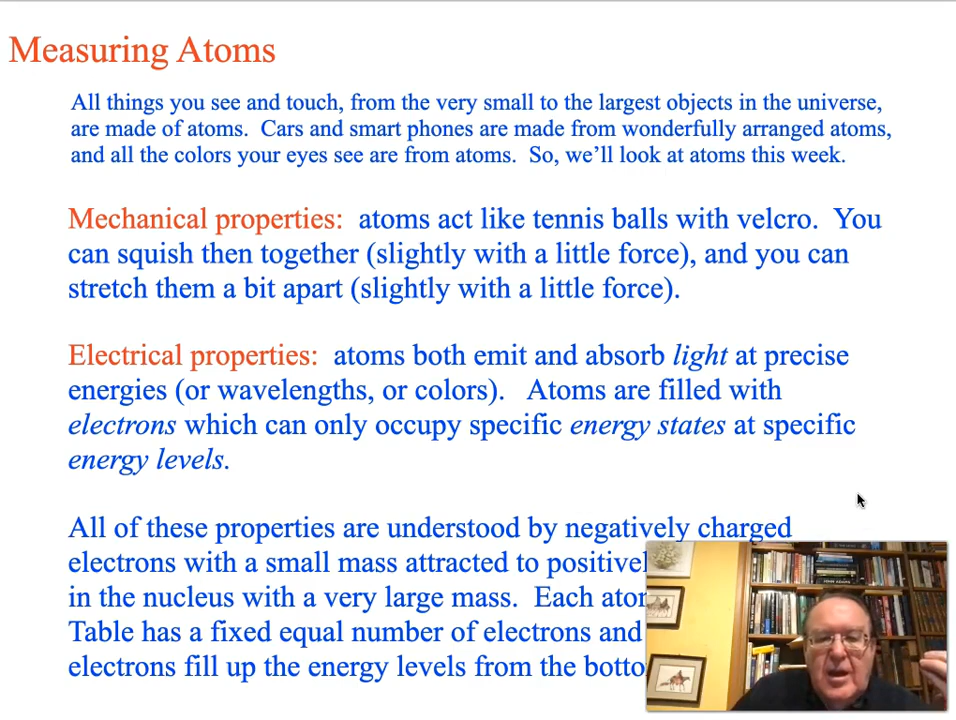 Measuring Atoms
All things you see and touch, from the very small to the largest objects in the universe,
are made of atoms.  Cars and smart phones are made from wonderfully arranged atoms,
and all the colors your eyes see are from atoms.  So, we’ll look at atoms this week.
Mechanical properties:  atoms act like tennis balls with velcro.  You
can squish then together (slightly with a little force), and you can
stretch them a bit apart (slightly with a little force).
Electrical properties:  atoms both emit and absorb light at precise
energies (or wavelengths, or colors).   Atoms are filled with
electrons which can only occupy specific energy states at specific
energy levels.
All of these properties are understood by negatively charged
electrons with a small mass attracted to
in the nucleus with a very large mass.  Each
Table has a fixed equal number of electrons and
electrons fill up the energy levels from the